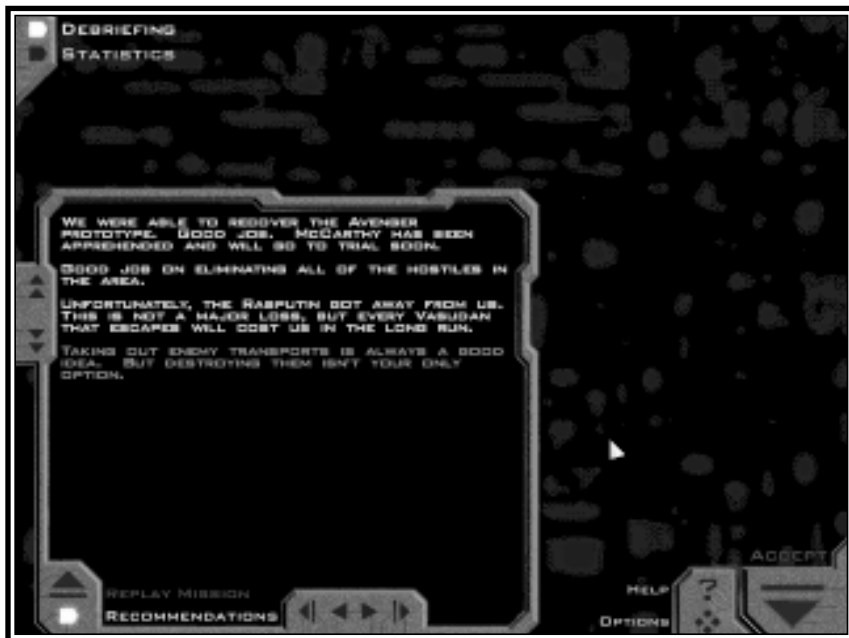 DEBRIEFING
STATISTICS
WE WERE ABLE TO RECOVER THE AVENGER
PROTOTYPE. GOOD JOB. MCCARTHY HAS BEEN
APPREHENDED AND WILL GO TO TRIAL SOON.
GOOD JOB ON ELIMINATING ALL OF THE HOSTILES IN
THE AREA.
UNFORTUNATELY, THE RASPUTIN GOT AWAY FROM US.
THIS IS NOT A MAJOR LOSS, BUT EVERY VASUDAN
THAT ESCAPES WILL COST US IN THE LONG RUN.
TAKING OUT ENEMY TRANSPORTS IS ALWAYS A GOOD
IDEA. BUT DESTROYING THEM ISN'T YOUR ONLY
OPTION.
REPLAY MISSION
RECOMMENDATIONS
ACCEPT
HELP
?
OPTIONS